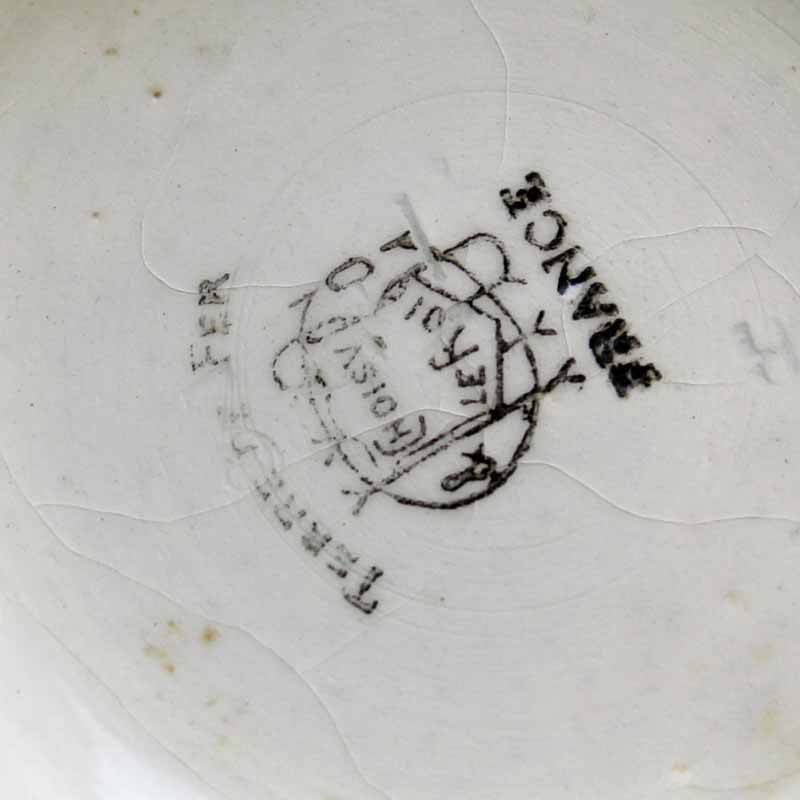 TERRE DE FER
CHOISY
LE
ROI
FRANCE